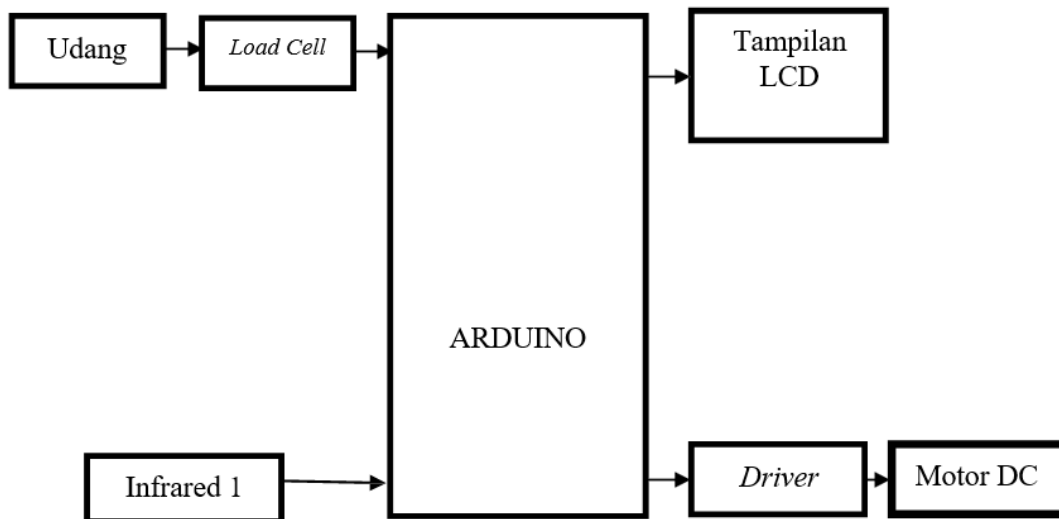 Udang
Load Cell
Tampilan
LCD
ARDUINO
Infrared 1
Driver
Motor DC